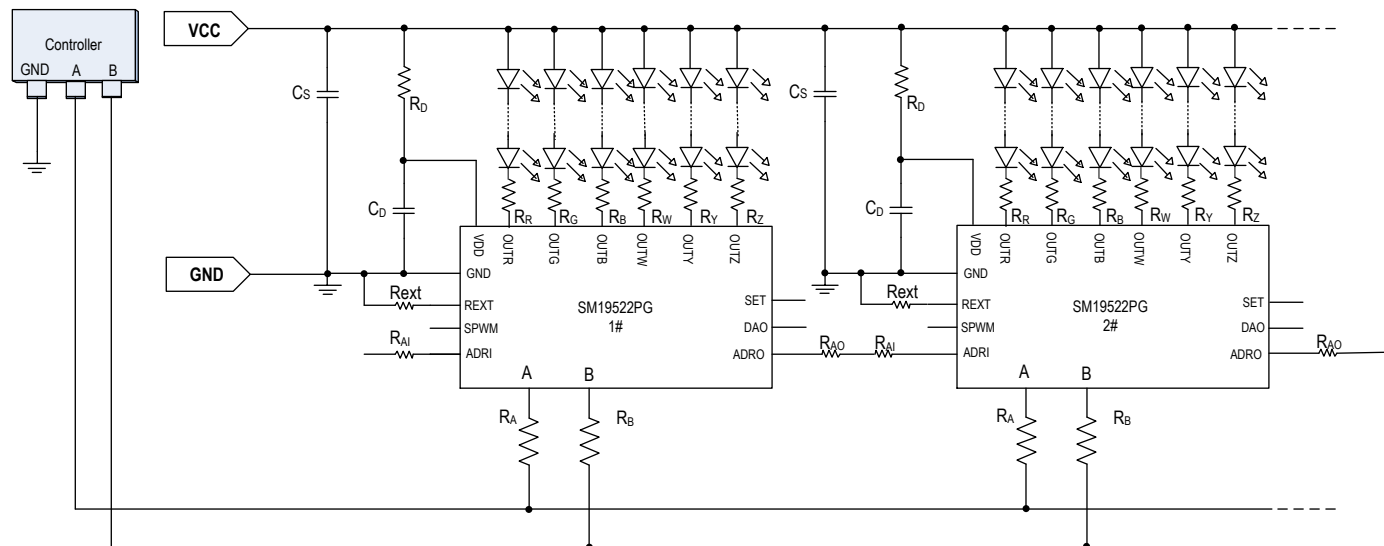 Controller
GND A B
VCC
CS
RD
CD
RR RG RB RW RY RZ
VDD OUTR OUTG OUTB OUTW OUTY OUTZ
GND
GND
Rext
REXT
SPWM
RAI
ADRI
SM19522PG
1#
SET
DAO
ADRO
A B
RA
RB
RAO
RAI
CS
RD
CD
RR RG RB RW RY RZ
VDD OUTR OUTG OUTB OUTW OUTY OUTZ
GND
Rext
REXT
SPWM
ADRI
SM19522PG
2#
SET
DAO
ADRO
RAO
A B
RA
RB